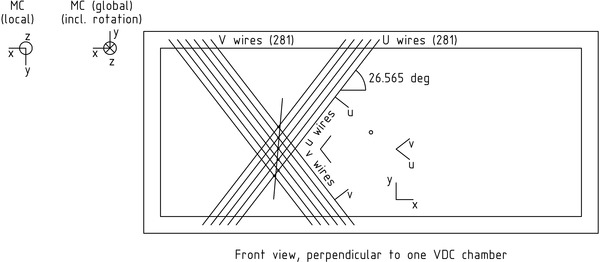 MC
(local)
z
x
y
MC (global)
(incl. rotation)
y
x
z
V wires (281)
U wires (281)
26.565 deg
u
u wires
v wires
v
v
u
y
x
Front view, perpendicular to one VDC chamber